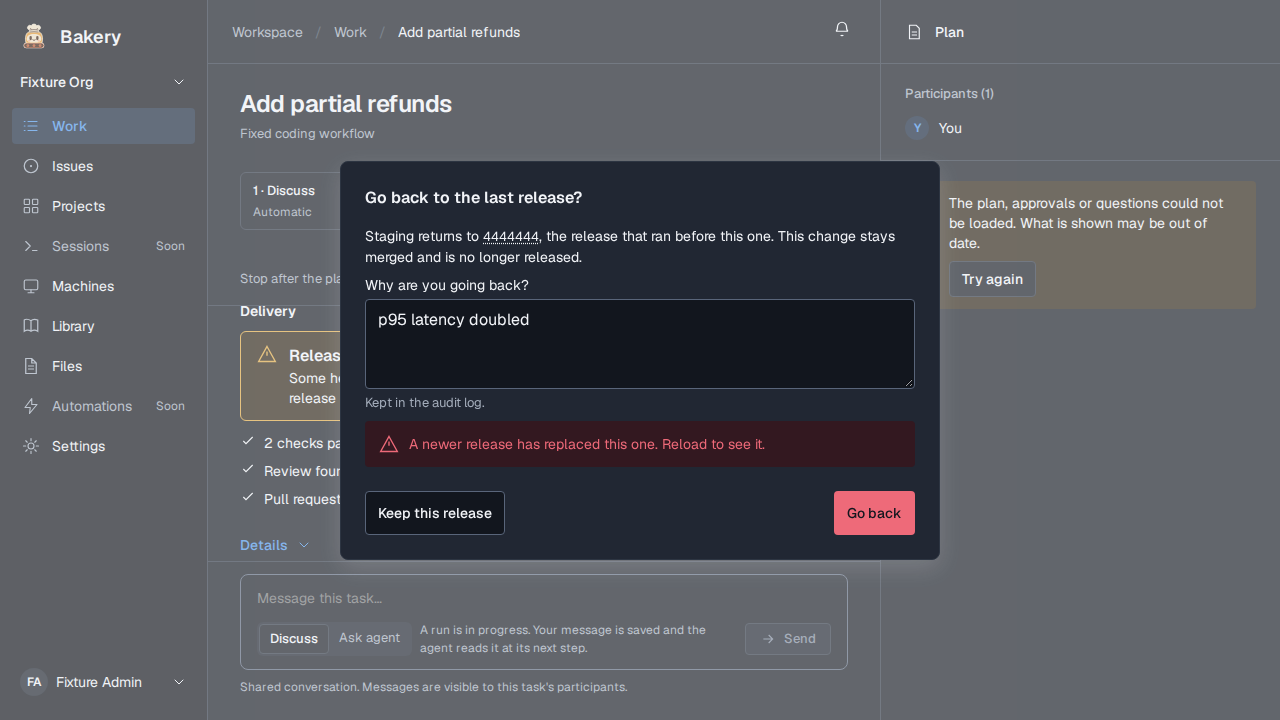 Bakery
Fixture Org
Work
Issues
Projects
Sessions Soon
Machines
Library
Files
Automations Soon
Settings
FA Fixture Admin
Workspace / Work / Add partial refunds
Add partial refunds
Fixed coding workflow
1 · Discuss
Automatic
Stop after the
Delivery
Some
release
2 checks
Review
Pull request
Details
Go back to the last release?
Staging returns to 4444444, the release that ran before this one. This change stays
merged and is no longer released.
Why are you going back?
p95 latency doubled
Kept in the audit log.
A newer release has replaced this one. Reload to see it.
Keep this release
Go back
Message this task...
Discuss Ask agent
A run is in progress. Your message is saved and the
agent reads it at its next step.
Send
Shared conversation. Messages are visible to this task's participants.
Plan
Participants (1)
Y You
The plan, approvals or questions could not
be loaded. What is shown may be out of
date.
Try again